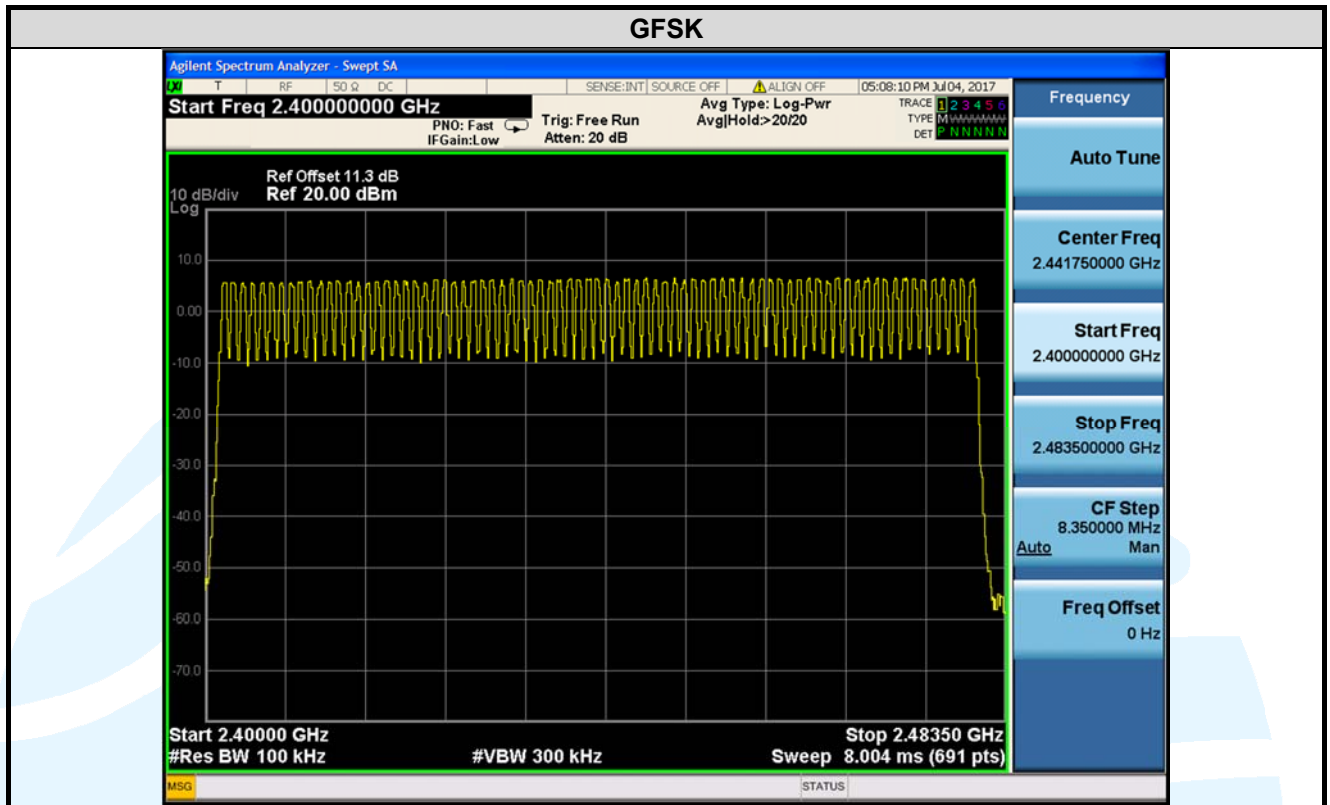 GFSK
Agilent Spectrum Analyzer - Swept SA
LXI T RF 50 Ω DC SENSE:INT SOURCE OFF ALIGN OFF 05:08:10 PM Jul 04, 2017
Start Freq 2.400000000 GHz
PNO: Fast
IFGain:Low
Trig: Free Run
Atten: 20 dB
Avg Type: Log-Pwr
Avg|Hold:>20/20
TRACE 1 2 3 4 5 6
TYPE M
DET P N N N N N
Ref Offset 11.3 dB
10 dB/div Ref 20.00 dBm
Log
10.0
0.00
-10.0
-20.0
-30.0
-40.0
-50.0
-60.0
-70.0
Start 2.40000 GHz Stop 2.48350 GHz
#Res BW 100 kHz #VBW 300 kHz Sweep 8.004 ms (691 pts)
MSG STATUS
Frequency
Auto Tune
Center Freq
2.441750000 GHz
Start Freq
2.400000000 GHz
Stop Freq
2.483500000 GHz
CF Step
8.350000 MHz
Auto Man
Freq Offset
0 Hz